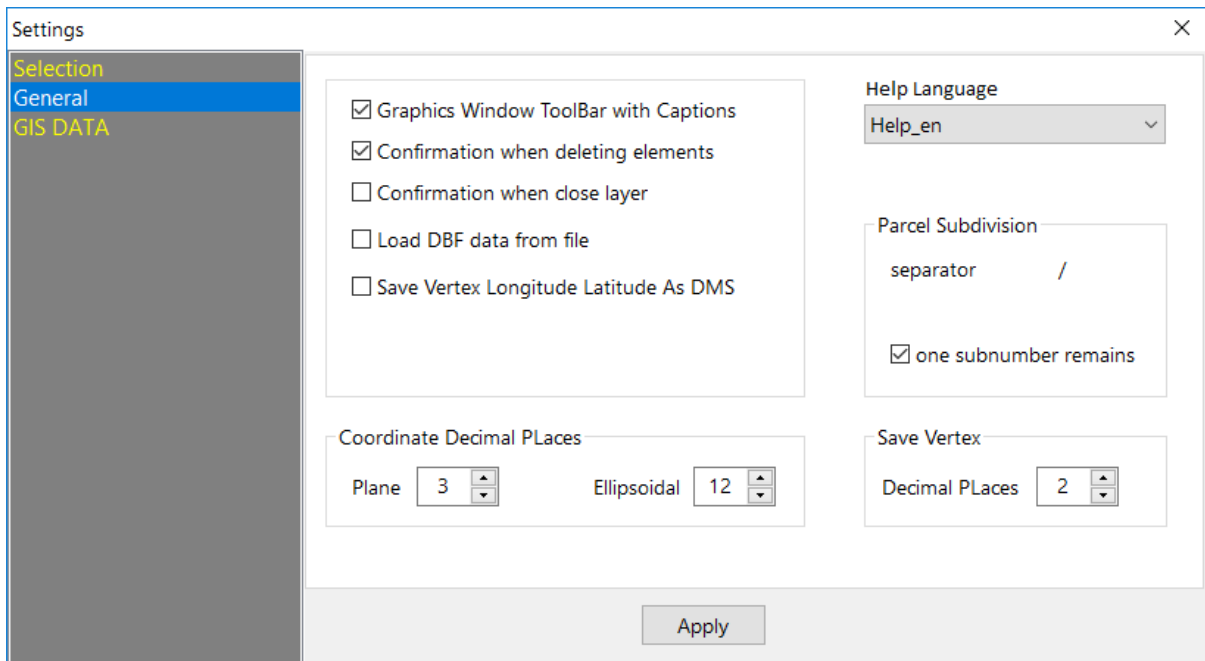 Settings
Selection
General
GIS DATA
Graphics Window ToolBar with Captions
Confirmation when deleting elements
Confirmation when close layer
Load DBF data from file
Save Vertex Longitude Latitude As DMS
Help Language
Help_en
Parcel Subdivision
separator /
one subnumber remains
Coordinate Decimal PLaces
Plane 3 Ellipsoidal 12
Save Vertex
Decimal PLaces 2
Apply